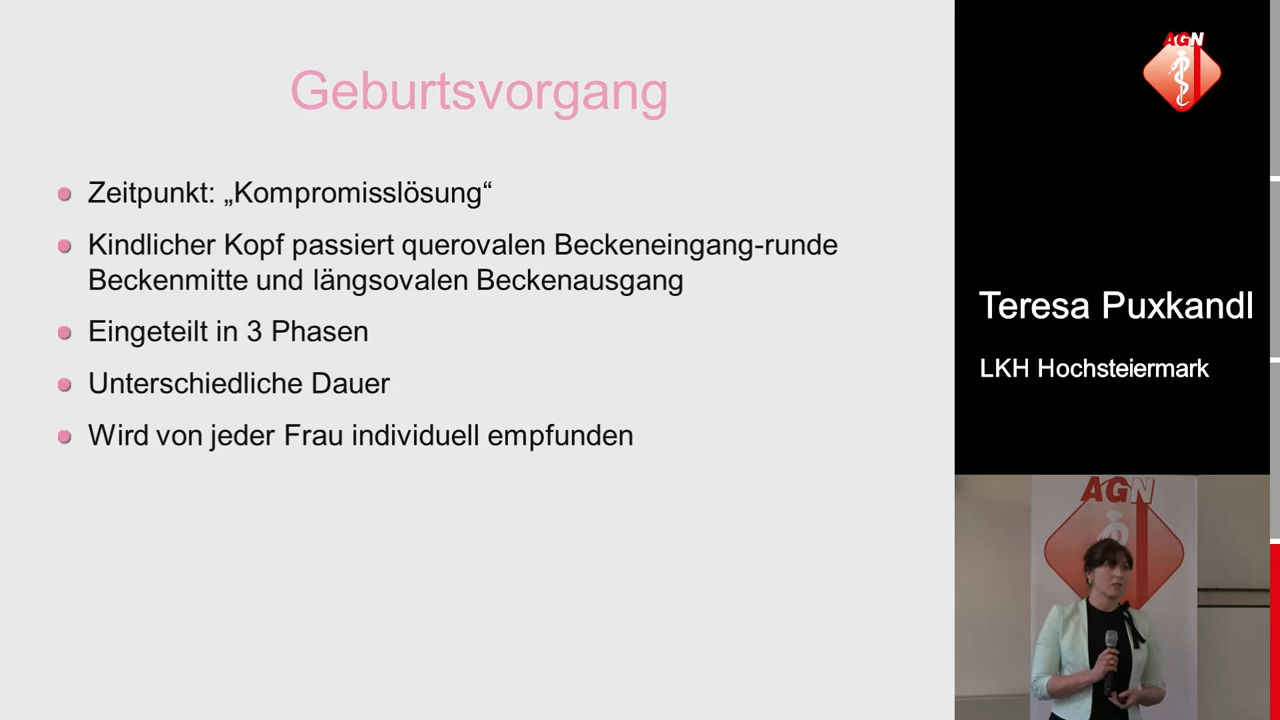 Geburtsvorgang
Zeitpunkt: „Kompromisslösung“
Kindlicher Kopf passiert querovalen Beckeneingang-runde
Beckenmitte und längsovalen Beckenausgang
Eingeteilt in 3 Phasen
Unterschiedliche Dauer
Wird von jeder Frau individuell empfunden
AGN
Teresa Puxkandl
LKH Hochsteiermark
AGN